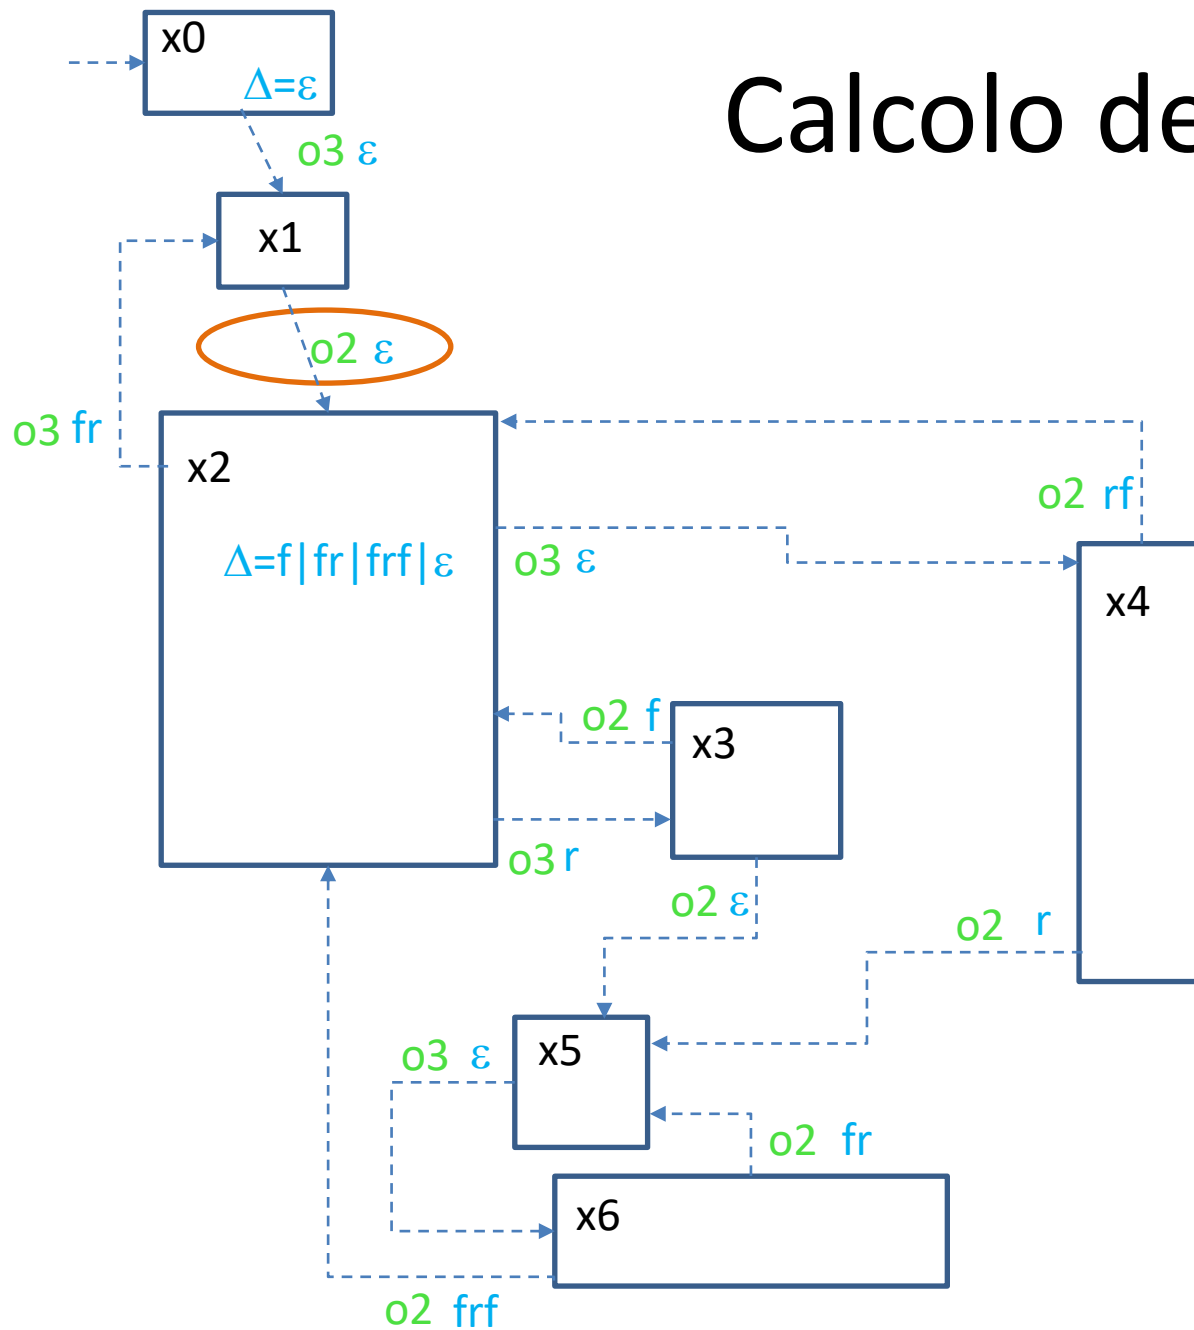 x0
Δ=ε
Calcolo de
o3 ε
x1
o2 ε
o3 fr
x2
o2 rf
Δ=f|fr|frf|ε
o3 ε
x4
o2 f
x3
o3 r
o2 ε
o2 r
o3 ε
x5
o2 fr
x6
o2 frf